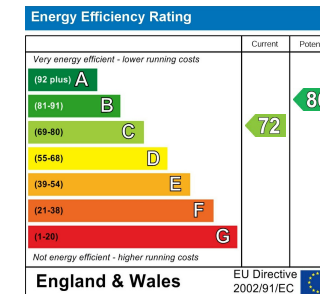 Energy Efficiency Rating
Current
Very energy efficient - lower running costs
(92 plus) A
(81-91) B
(69-80) C
72
(55-68) D
(39-54) E
(21-38) F
(1-20) G
Not energy efficient - higher running costs
England & Wales
EU Directive
2002/91/EC